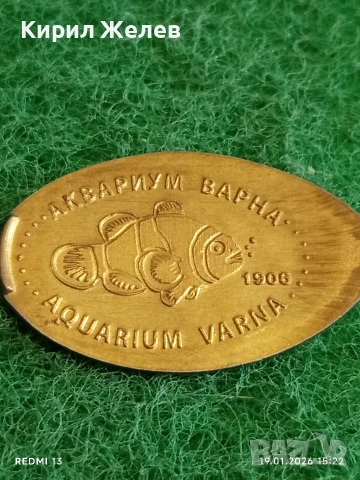 Кирил Желев
АКВАРИУМ ВАРНА
1906
AQUARIUM VARNA
REDMI 13
19.01.2026 15:22